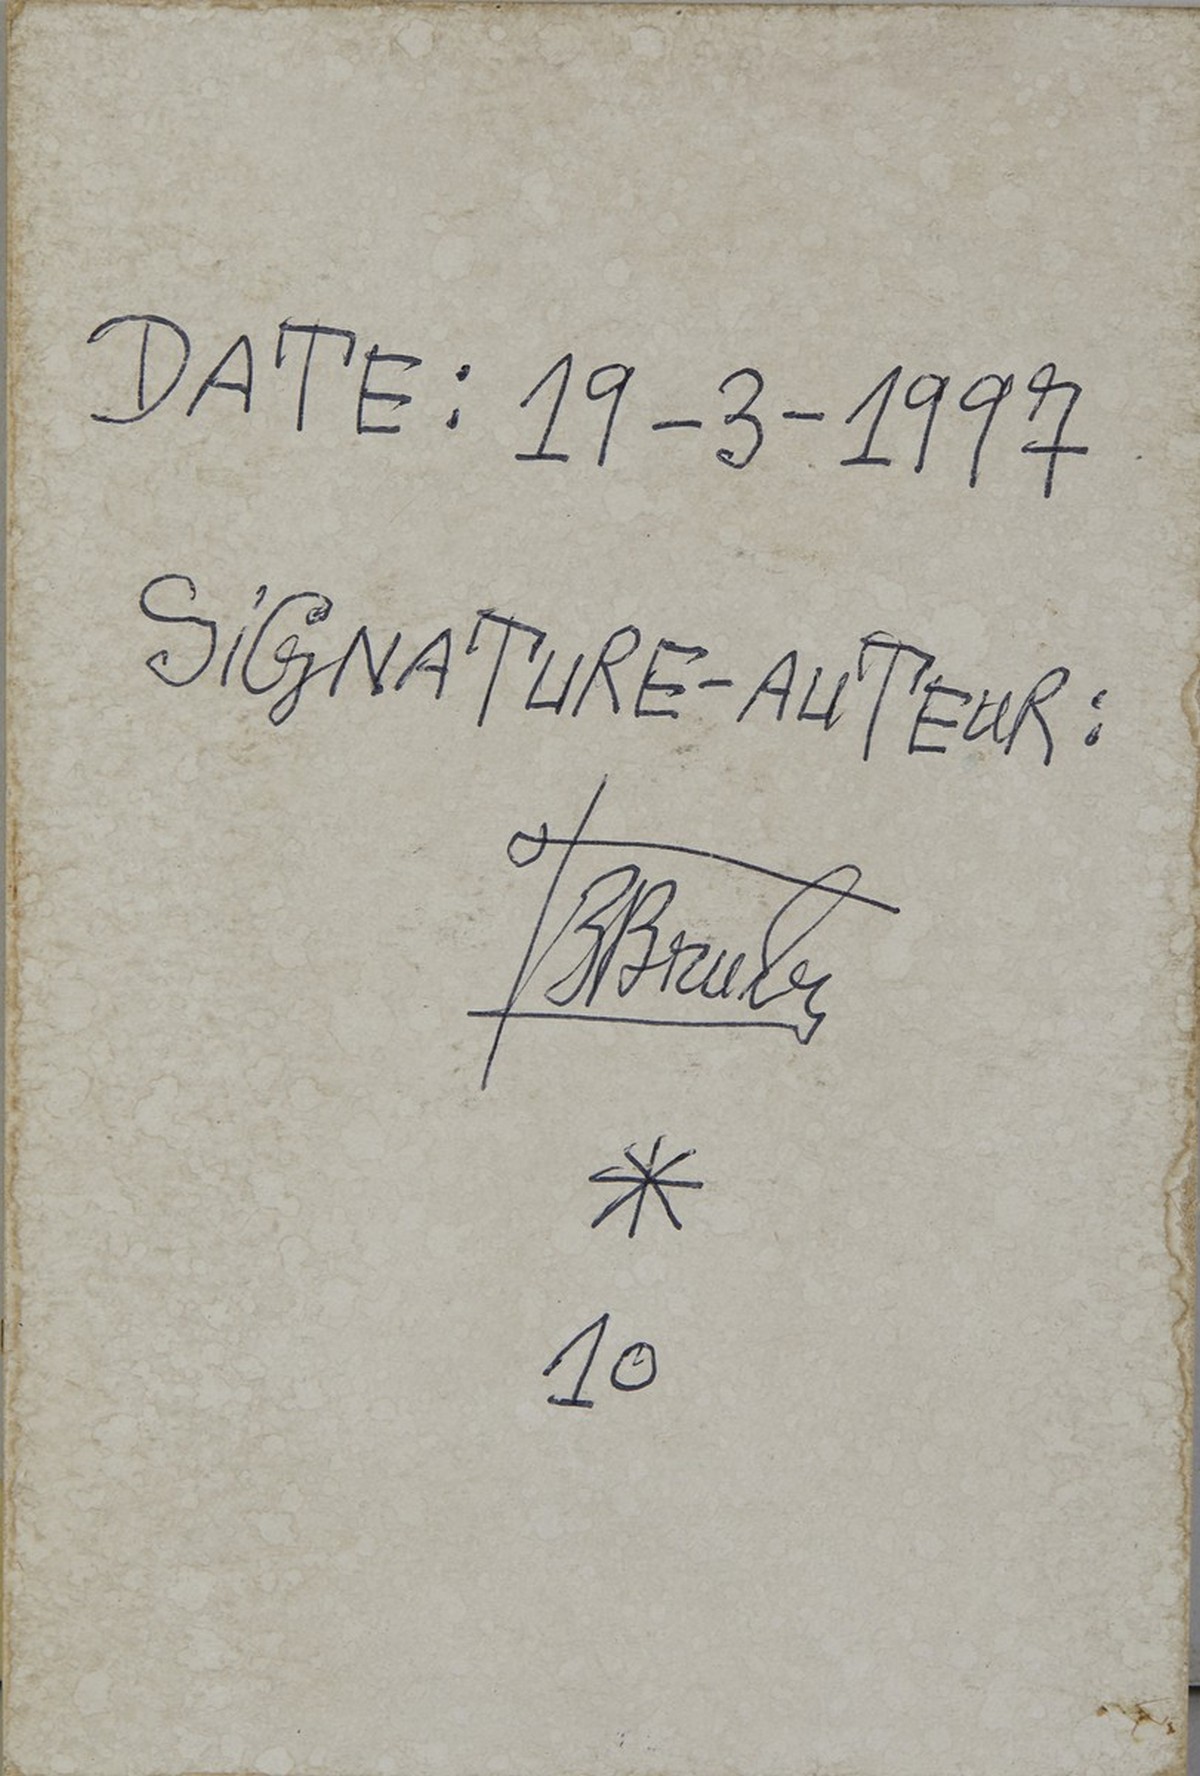 DATE: 19-3-1997
SiGNATURE-AUTEUR:
*
10